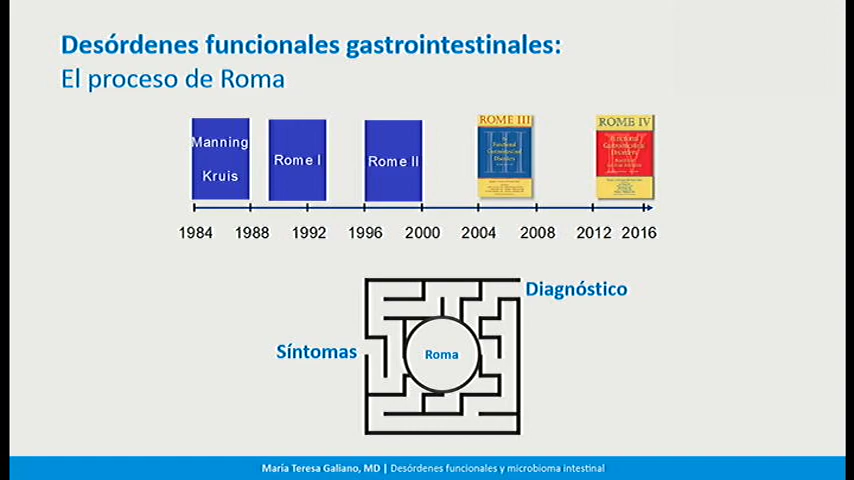 Desórdenes funcionales gastrointestinales:
El proceso de Roma
Manning
Kruis
Rome I
Rome II
ROME III
Functional
Gastrointestinal
Disorders
ROME IV
Functional
Gastrointestinal
Disorders
1984 1988 1992 1996 2000 2004 2008 2012 2016
Diagnóstico
Síntomas
Roma
María Teresa Galiano, MD | Desórdenes funcionales y microbioma intestinal